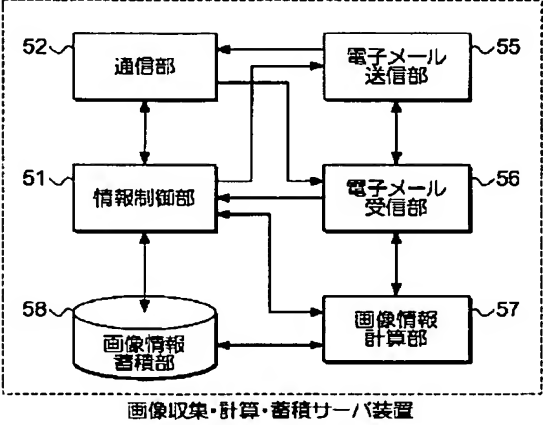 52
通信部
電子メール
送信部
55
51
情報制御部
電子メール
受信部
56
58
画像情報
蓄積部
画像情報
計算部
57
画像収集・計算・蓄積サーバ装置